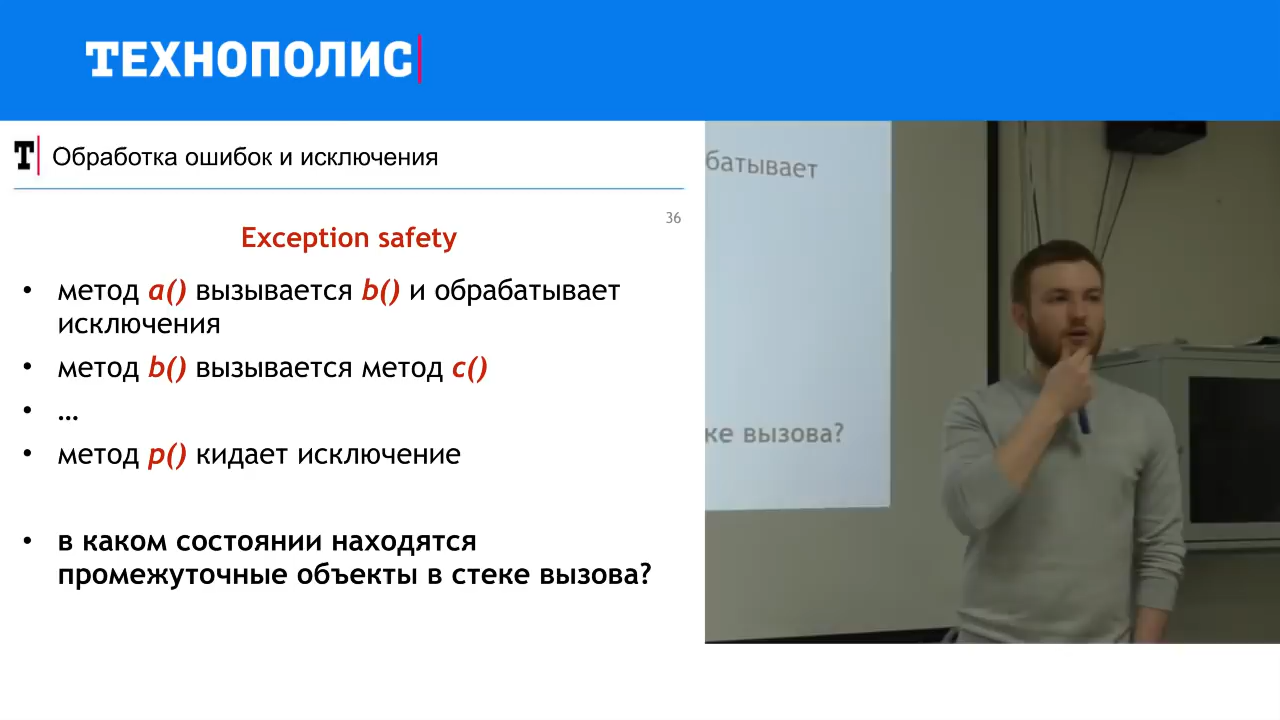 ТЕХНОПОЛИС
Т Обработка ошибок и исключения
36
Exception safety
• метод a() вызывается b() и обрабатывает
исключения
• метод b() вызывается метод c()
• …
• метод p() кидает исключение
• в каком состоянии находятся
промежуточные объекты в стеке вызова?
батывает
ке вызова?